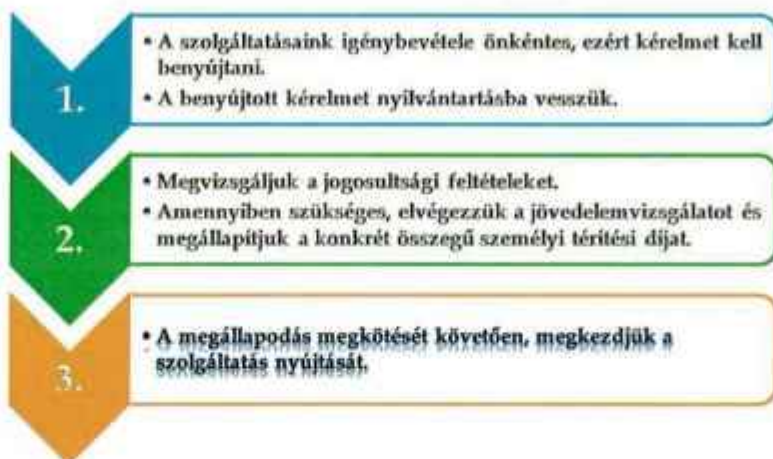 1.
• A szolgáltatásaink igénybevétele önkéntes, ezért kérelmet kell
benyújtani.
• A benyújtott kérelmet nyilvántartásba vesszük.
2.
• Megvizsgáljuk a jogosultsági feltételeket.
• Amennyiben szükséges, elvégezzük a jövedelemvizsgálatot és
megállapítjuk a konkrét összegű személyi térítési díjat.
3.
• A megállapodás megkötését követően, megkezdjük a
szolgáltatás nyújtását.